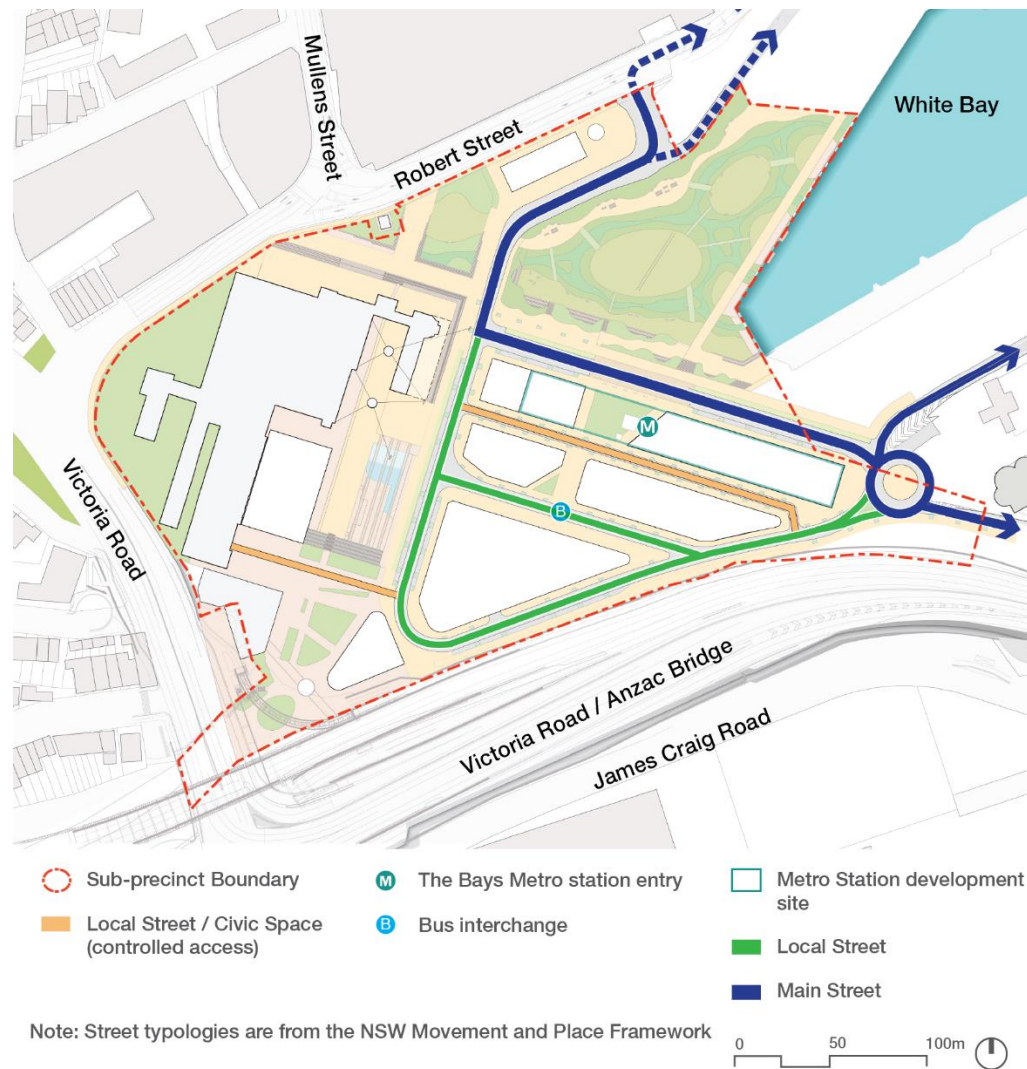 White Bay
Mullens Street
Robert Street
M
B
Victoria Road
Victoria Road / Anzac Bridge
James Craig Road
Sub-precinct Boundary
Local Street / Civic Space
(controlled access)
M The Bays Metro station entry
B Bus interchange
Metro Station development
site
Local Street
Main Street
Note: Street typologies are from the NSW Movement and Place Framework
0 50 100m